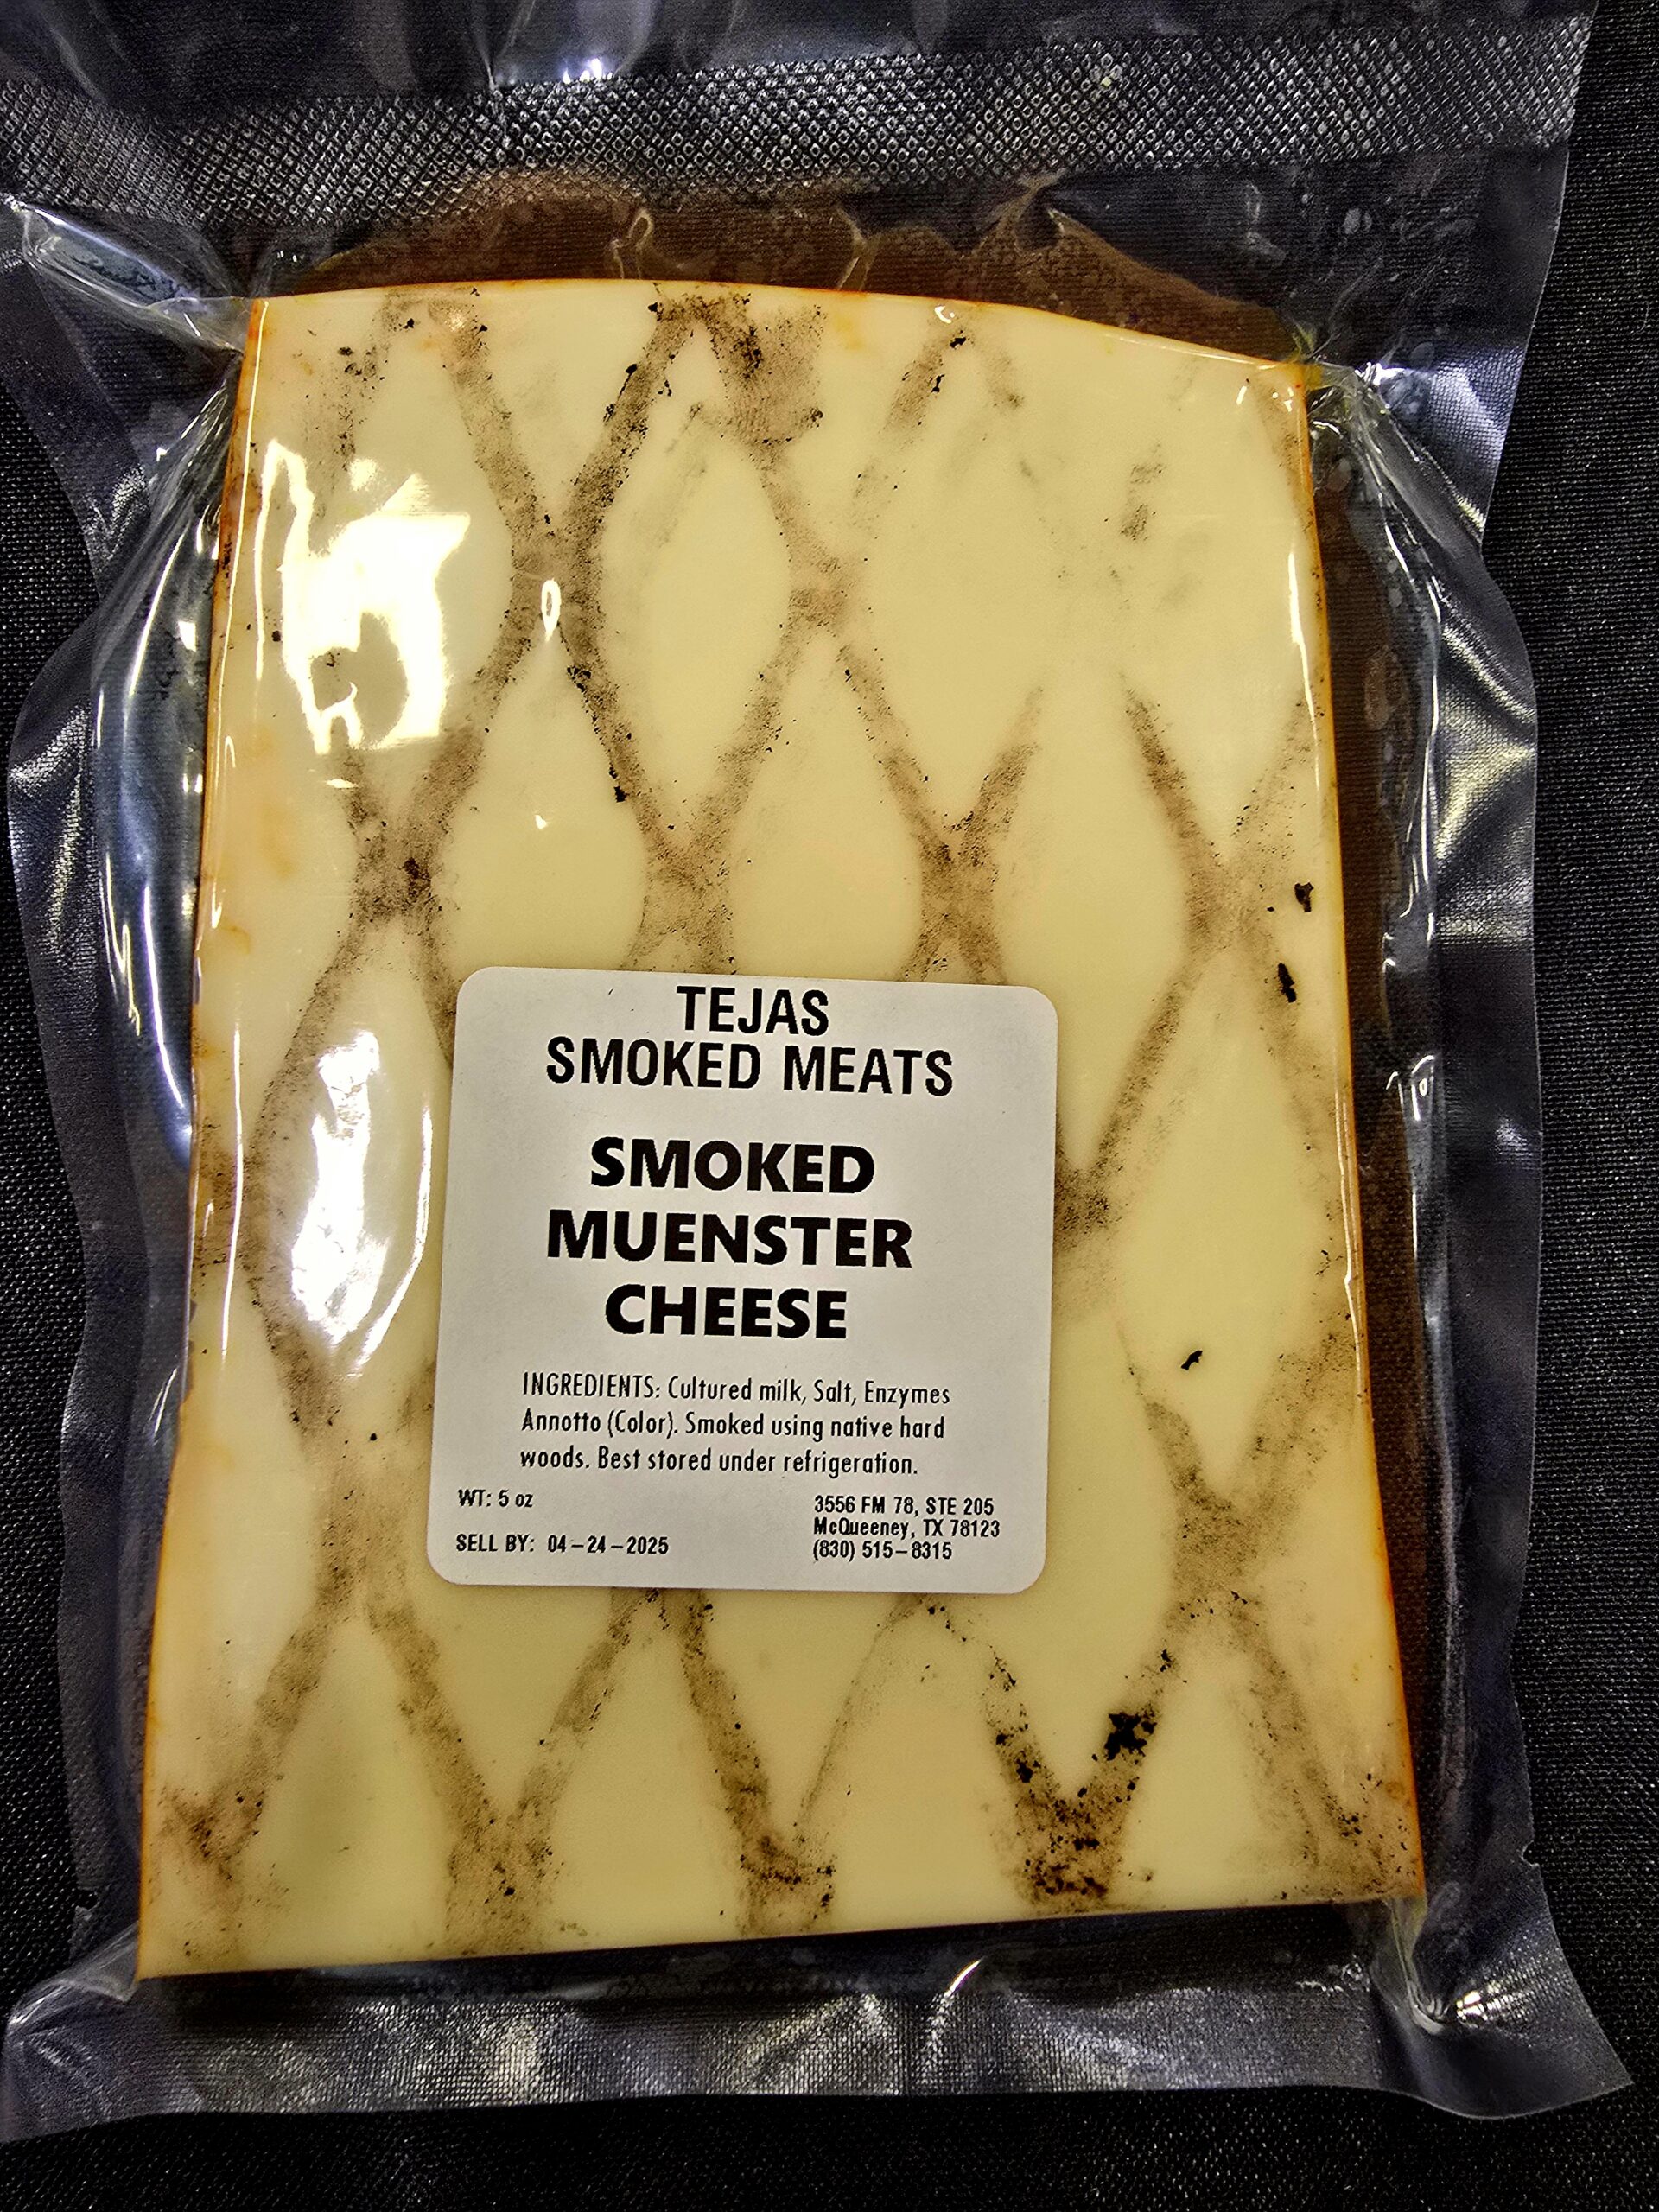 TEJAS
SMOKED MEATS
SMOKED
MUENSTER
CHEESE
INGREDIENTS: Cultured milk, Salt, Enzymes
Annotto (Color). Smoked using native hard
woods. Best stored under refrigeration.
WT: 5 oz
SELL BY: 04-24-2025
3556 FM 78, STE 205
McQueeney, TX 78123
(830) 515-8315